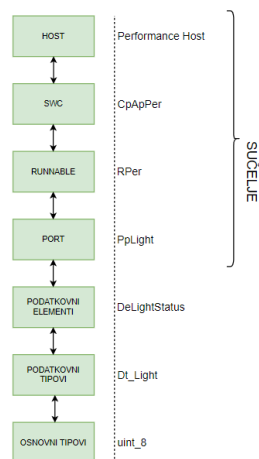 HOST
Performance Host
SWC
CpApPer
RUNNABLE
RPer
PORT
PpLight
SUČELJE
PODATKOVNI
ELEMENTI
DeLightStatus
PODATKOVNI
TIPOVI
Dt_Light
OSNOVNI TIPOVI
uint_8